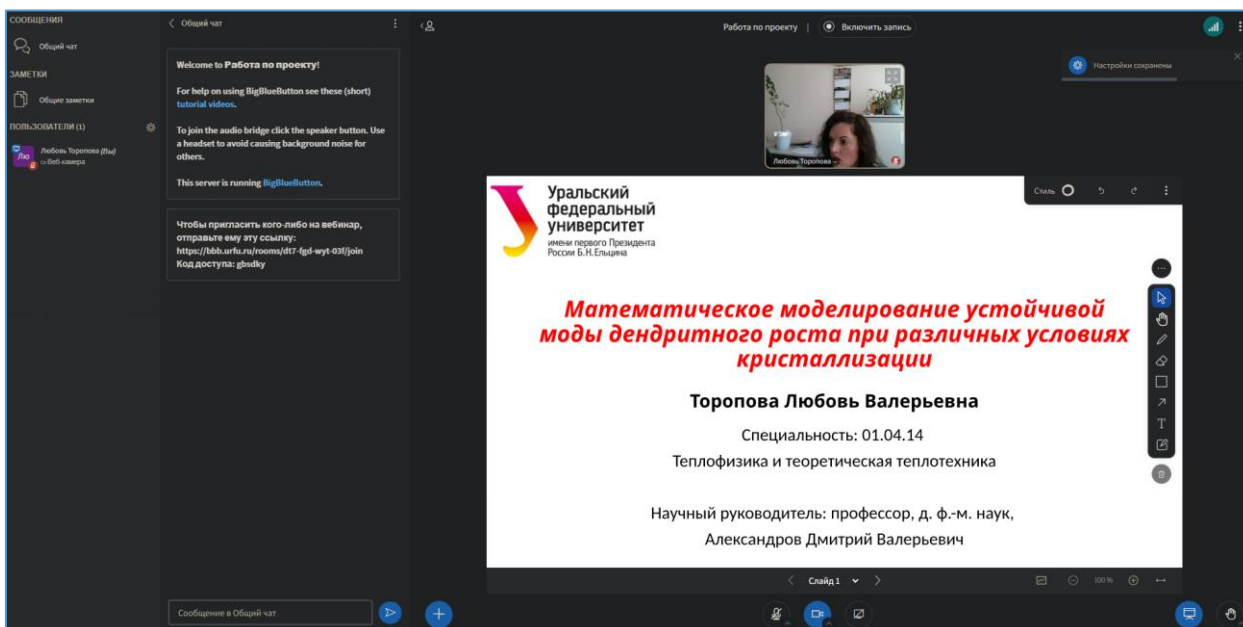 СООБЩЕНИЯ
Общий чат
ЗАМЕТКИ
Общие заметки
ПОЛЬЗОВАТЕЛИ (1)
Лю
Любовь Торопова (Вы)
Веб-камера
Общий чат
Welcome to Работа по проекту!
For help on using BigBlueButton see these (short)
tutorial videos.
To join the audio bridge click the speaker button. Use
a headset to avoid causing background noise for
others.
This server is running BigBlueButton.
Чтобы пригласить кого-либо на вебинар,
отправьте ему эту ссылку:
https://bbb.urfu.ru/rooms/dt7-fgd-wyt-03f/join
Код доступа: gbsdky
Сообщение в Общий чат
Работа по проекту | Включить запись
Настройки сохранены
Любовь Торопова
Уральский
федеральный
университет
имени первого Президента
России Б.Н.Ельцина
Стиль
Математическое моделирование устойчивой
моды дендритного роста при различных условиях
кристаллизации
Торопова Любовь Валерьевна
Специальность: 01.04.14
Теплофизика и теоретическая теплотехника
Научный руководитель: профессор, д. ф.-м. наук,
Александров Дмитрий Валерьевич
T
Слайд 1
100%